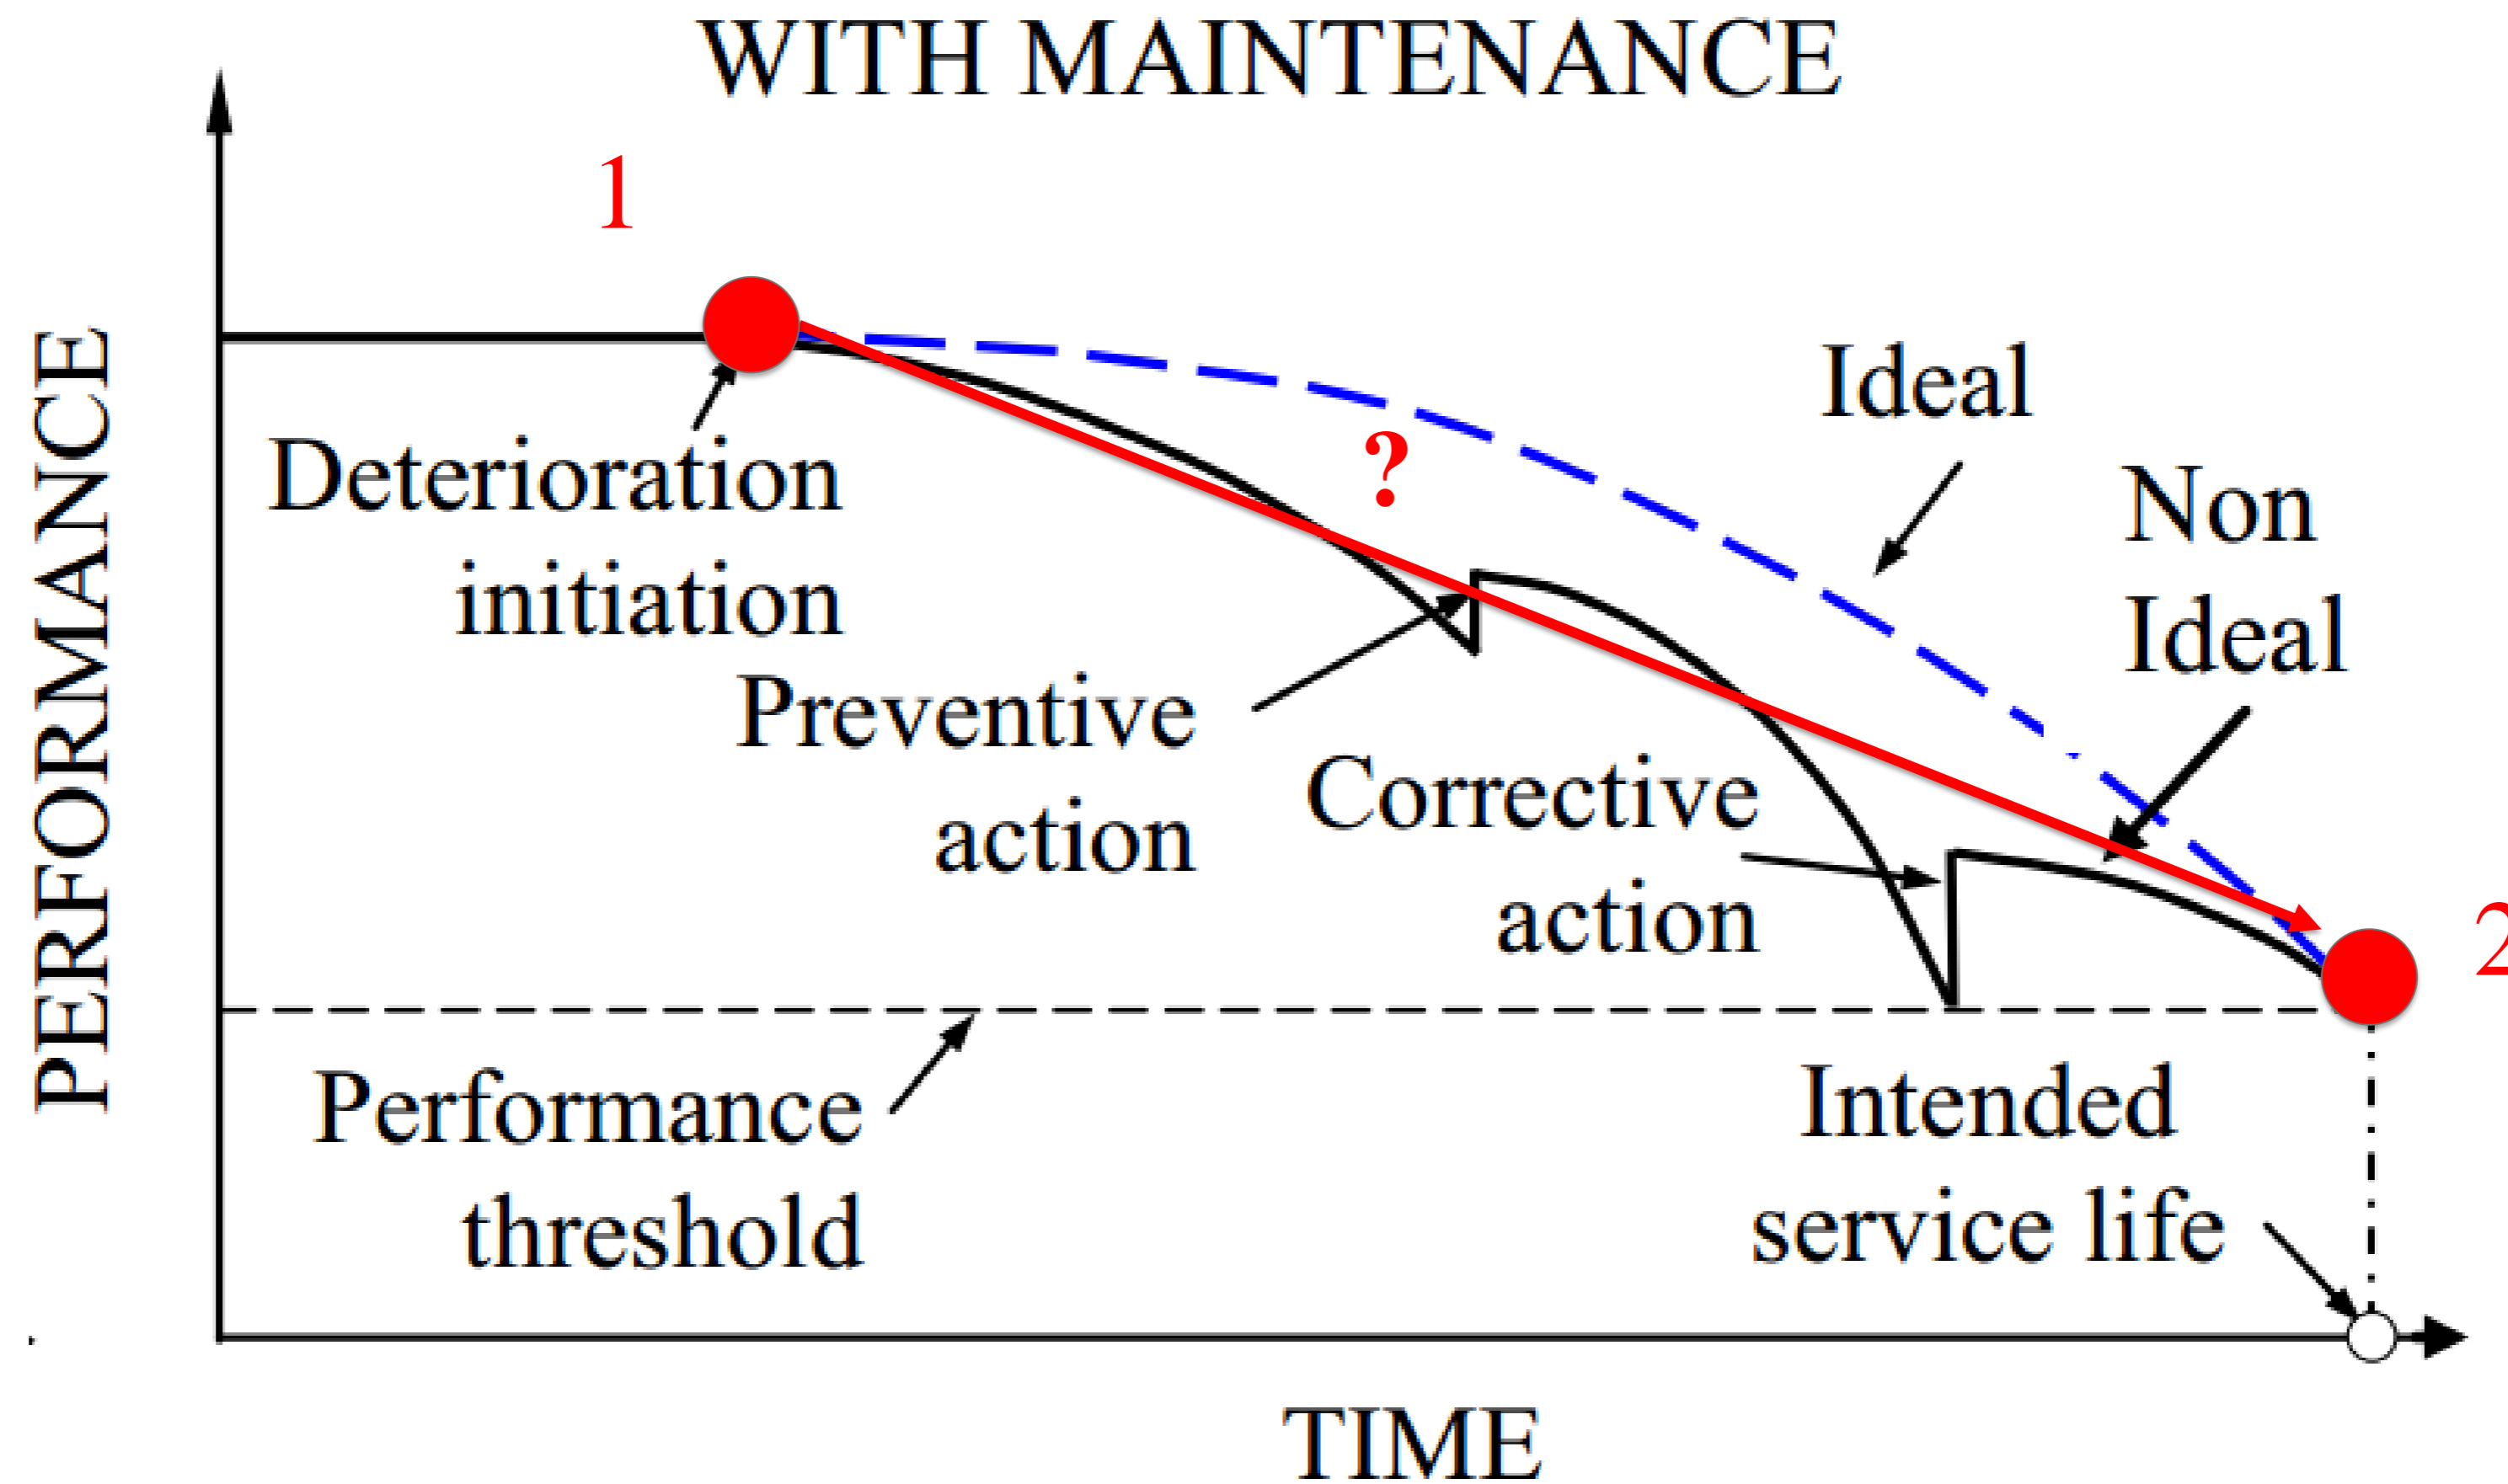 WITH MAINTENANCE
1
PERFORMANCE
Deterioration
initiation
?
Ideal
Non
Ideal
Preventive
action
Corrective
action
2
Performance
threshold
Intended
service life
TIME